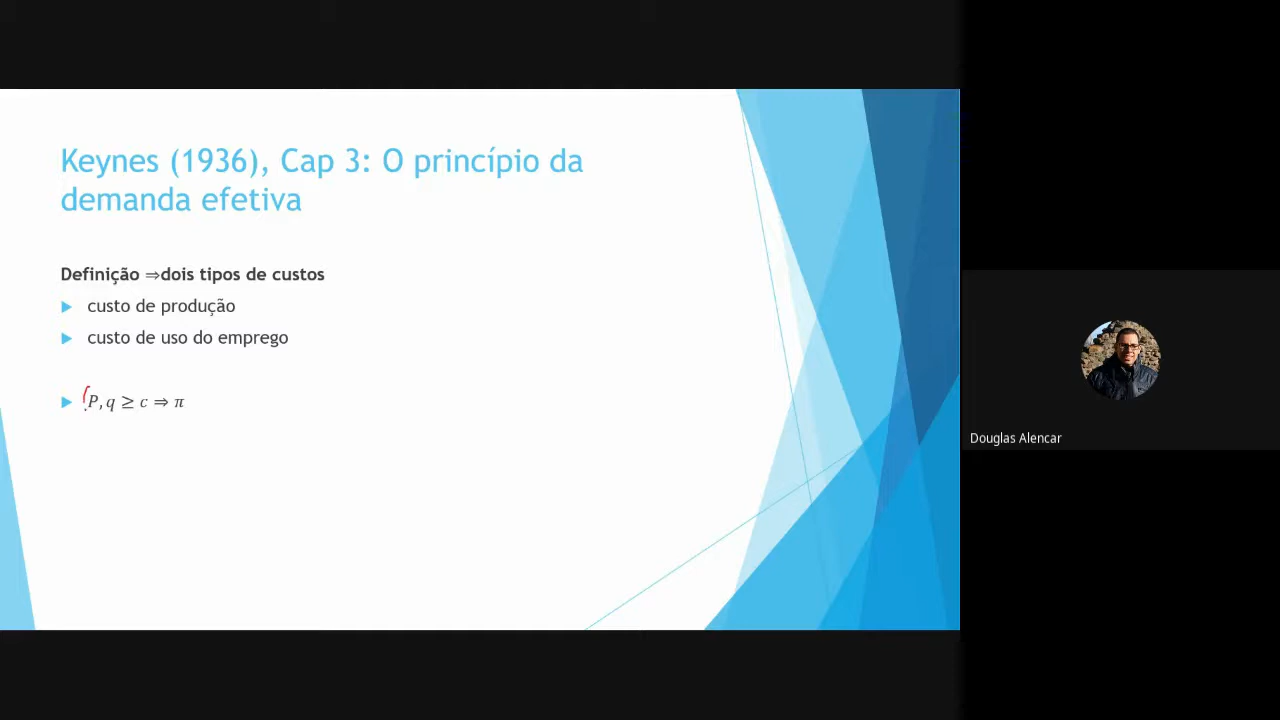 Keynes (1936), Cap 3: O princípio da
demanda efetiva
Definição ⇒dois tipos de custos
custo de produção
custo de uso do emprego
P, q ≥ c ⇒ π
Douglas Alencar